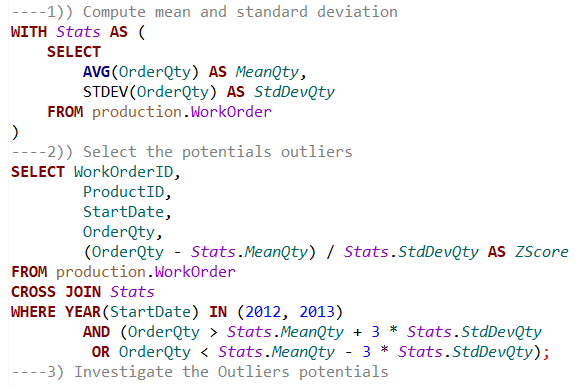 ----1)) Compute mean and standard deviation
WITH Stats AS (
    SELECT
        AVG(OrderQty) AS MeanQty,
        STDEV(OrderQty) AS StdDevQty
    FROM production.WorkOrder
)
----2)) Select the potentials outliers
SELECT WorkOrderID,
        ProductID,
        StartDate,
        OrderQty,
        (OrderQty - Stats.MeanQty) / Stats.StdDevQty AS ZScore
FROM production.WorkOrder
CROSS JOIN Stats
WHERE YEAR(StartDate) IN (2012, 2013)
        AND (OrderQty > Stats.MeanQty + 3 * Stats.StdDevQty
         OR OrderQty < Stats.MeanQty - 3 * Stats.StdDevQty);
----3) Investigate the Outliers potentials